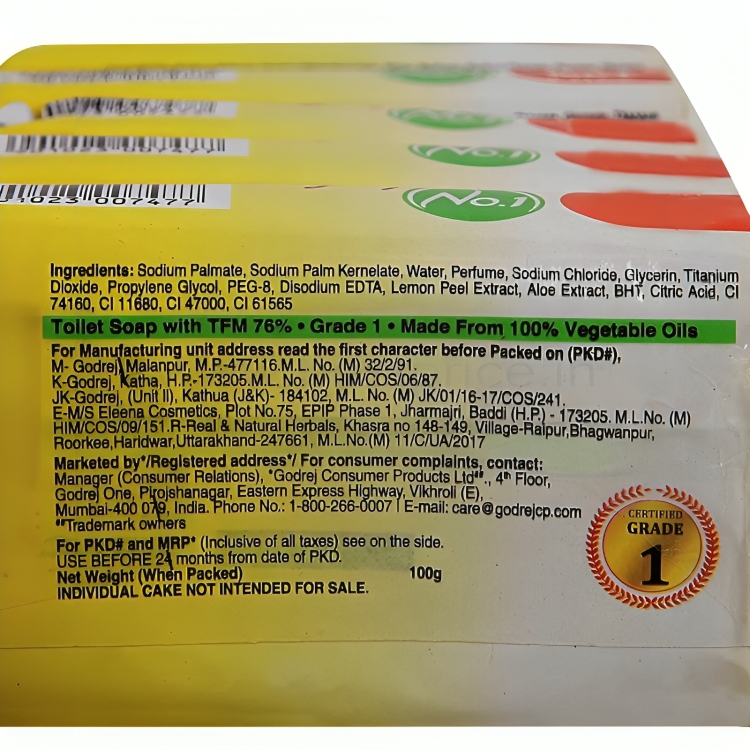 No.1
No.1
1023 007477
Ingredients: Sodium Palmate, Sodium Palm Kernelate, Water, Perfume, Sodium Chloride, Glycerin, Titanium
Dioxide, Propylene Glycol, PEG-8, Disodium EDTA, Lemon Peel Extract, Aloe Extract, BHT, Citric Acid, CI
74160, CI 11680, CI 47000, CI 61565
Toilet Soap with TFM 76% • Grade 1 • Made From 100% Vegetable Oils
For Manufacturing unit address read the first character before Packed on (PKD#),
M- Godrej Malanpur, M.P.-477116.M.L. No. (M) 32/2/91.
K-Godrej, Katha, H.P.-173205.M.L. No. (M) HIM/COS/06/87.
JK-Godrej, (Unit II), Kathua (J&K)- 184102, M.L. No. (M) JK/01/16-17/COS/241.
E-M/S Eleena Cosmetics, Plot No.75, EPIP Phase 1, Jharmajri, Baddi (H.P.) - 173205. M.L.No. (M)
HIM/COS/09/151.R-Real & Natural Herbals, Khasra no 148-149, Village-Raipur,Bhagwanpur,
Roorkee,Haridwar,Uttarakhand-247661, M.L.No.(M) 11/C/UA/2017
Marketed by*/Registered address*/ For consumer complaints, contact:
Manager (Consumer Relations), *Godrej Consumer Products Ltd##., 4th Floor,
Godrej One, Pirojshanagar, Eastern Express Highway, Vikhroli (E),
Mumbai-400 079, India. Phone No.: 1-800-266-0007 | E-mail: care@godrejcp.com
##Trademark owners
For PKD# and MRP* (Inclusive of all taxes) see on the side.
USE BEFORE 24 months from date of PKD.
Net Weight (When Packed) 100g
INDIVIDUAL CAKE NOT INTENDED FOR SALE.
CERTIFIED
GRADE
1